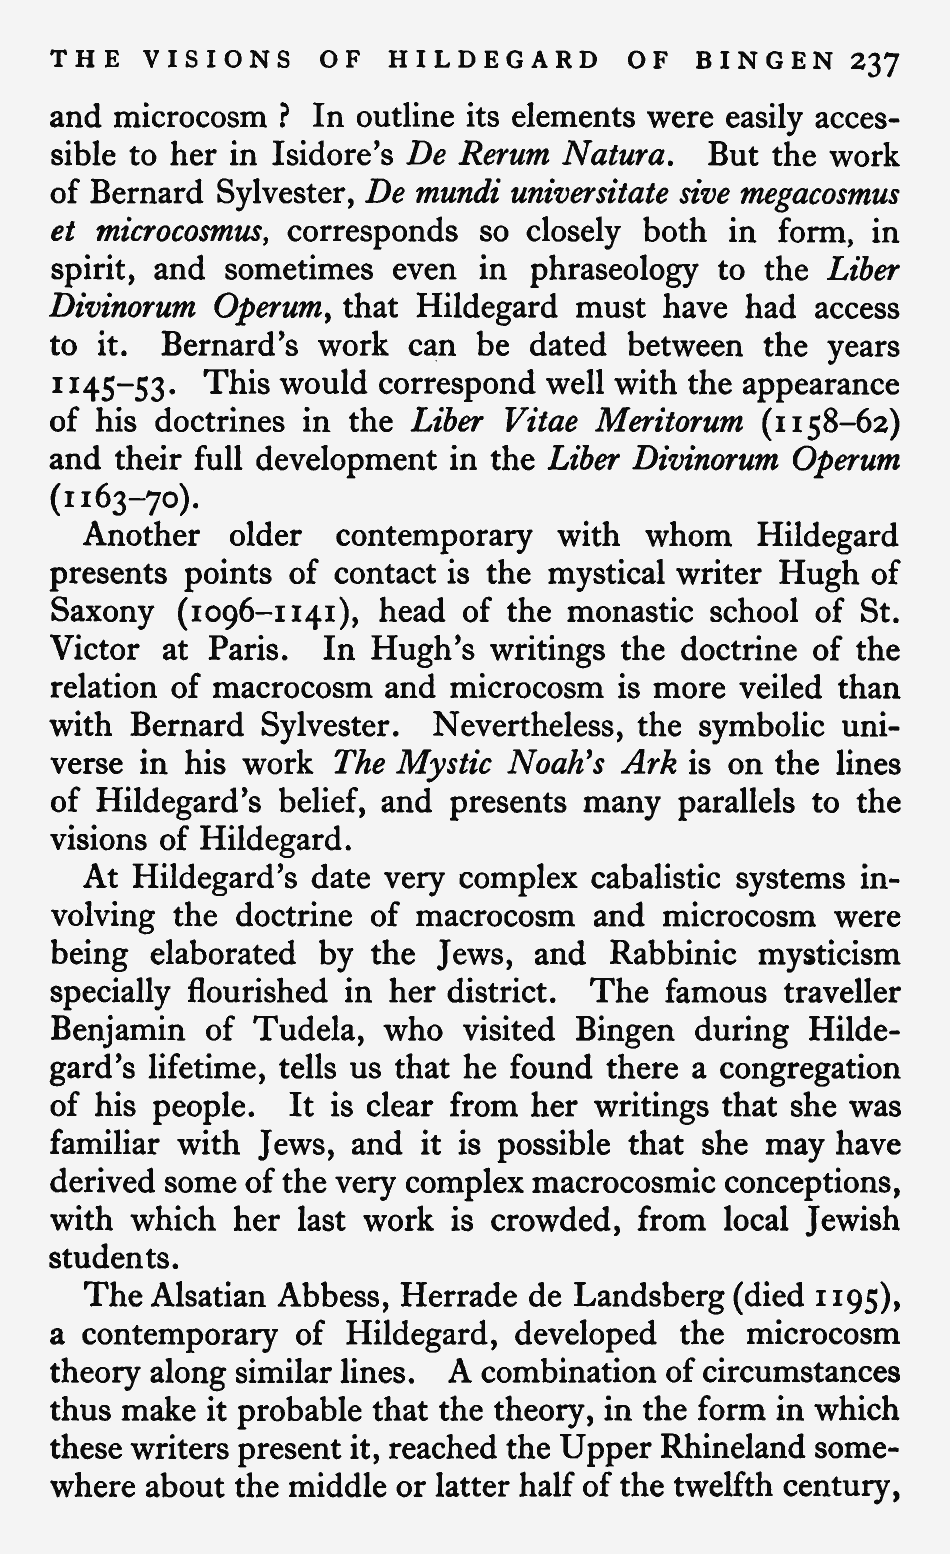 THE VISIONS OF HILDEGARD OF BINGEN 237
and microcosm ? In outline its elements were easily acces-
sible to her in Isidore's De Rerum Natura. But the work
of Bernard Sylvester, De mundi universitate sive megacosmus
et microcosmus, corresponds so closely both in form, in
spirit, and sometimes even in phraseology to the Liber
Divinorum Operum, that Hildegard must have had access
to it. Bernard's work can be dated between the years
1145–53. This would correspond well with the appearance
of his doctrines in the Liber Vitae Meritorum (1158–62)
and their full development in the Liber Divinorum Operum
(1163–70).
Another older contemporary with whom Hildegard
presents points of contact is the mystical writer Hugh of
Saxony (1096–1141), head of the monastic school of St.
Victor at Paris. In Hugh's writings the doctrine of the
relation of macrocosm and microcosm is more veiled than
with Bernard Sylvester. Nevertheless, the symbolic uni-
verse in his work The Mystic Noah's Ark is on the lines
of Hildegard's belief, and presents many parallels to the
visions of Hildegard.
At Hildegard's date very complex cabalistic systems in-
volving the doctrine of macrocosm and microcosm were
being elaborated by the Jews, and Rabbinic mysticism
specially flourished in her district. The famous traveller
Benjamin of Tudela, who visited Bingen during Hilde-
gard's lifetime, tells us that he found there a congregation
of his people. It is clear from her writings that she was
familiar with Jews, and it is possible that she may have
derived some of the very complex macrocosmic conceptions,
with which her last work is crowded, from local Jewish
students.
The Alsatian Abbess, Herrade de Landsberg (died 1195),
a contemporary of Hildegard, developed the microcosm
theory along similar lines. A combination of circumstances
thus make it probable that the theory, in the form in which
these writers present it, reached the Upper Rhineland some-
where about the middle or latter half of the twelfth century,